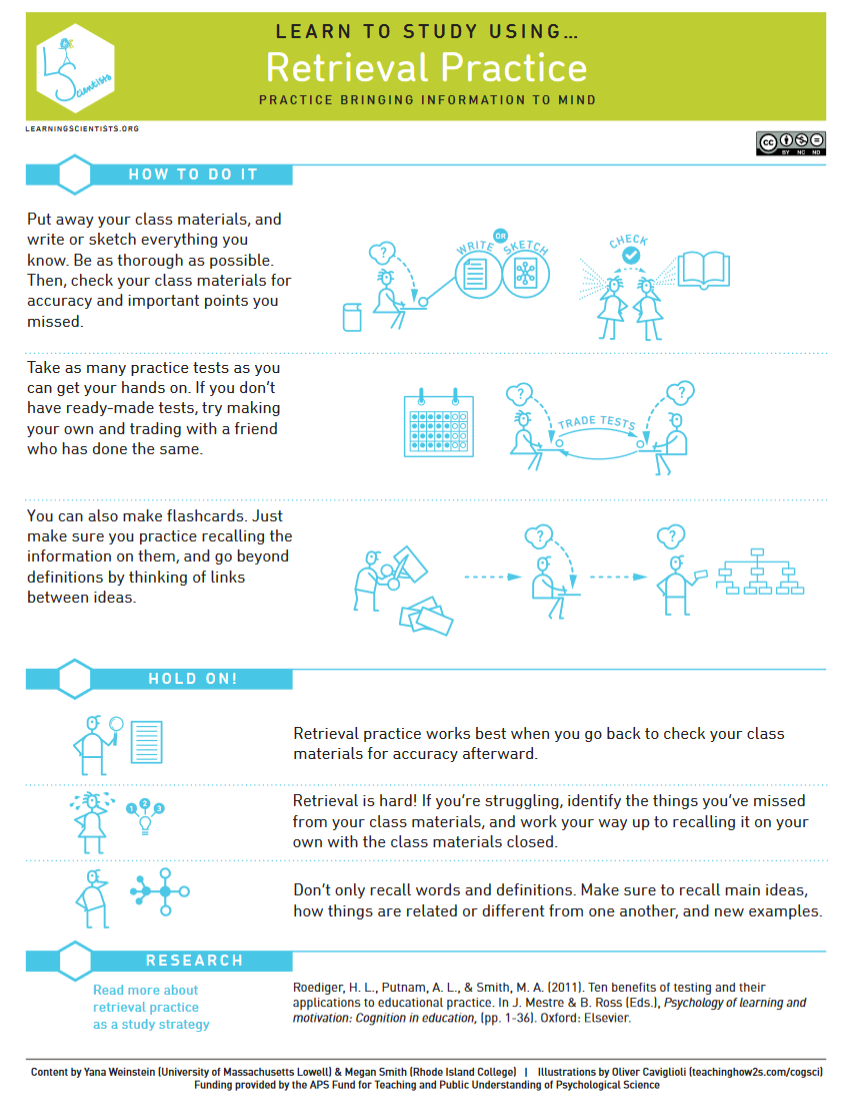 LEARN TO STUDY USING...
Retrieval Practice
PRACTICE BRINGING INFORMATION TO MIND
LS
Scientists
LEARNINGSCIENTISTS.ORG
cc
BY NC ND
HOW TO DO IT
Put away your class materials, and
write or sketch everything you
know. Be as thorough as possible.
Then, check your class materials for
accuracy and important points you
missed.
?
WRITE OR SKETCH
CHECK
Take as many practice tests as you
can get your hands on. If you don't
have ready-made tests, try making
your own and trading with a friend
who has done the same.
? ?
TRADE TESTS
You can also make flashcards. Just
make sure you practice recalling the
information on them, and go beyond
definitions by thinking of links
between ideas.
? ?
HOLD ON!
Retrieval practice works best when you go back to check your class
materials for accuracy afterward.
1 2 3
Retrieval is hard! If you're struggling, identify the things you've missed
from your class materials, and work your way up to recalling it on your
own with the class materials closed.
Don't only recall words and definitions. Make sure to recall main ideas,
how things are related or different from one another, and new examples.
RESEARCH
Read more about
retrieval practice
as a study strategy
Roediger, H. L., Putnam, A. L., & Smith, M. A. (2011). Ten benefits of testing and their
applications to educational practice. In J. Mestre & B. Ross (Eds.), Psychology of learning and
motivation: Cognition in education, (pp. 1-36). Oxford: Elsevier.
Content by Yana Weinstein (University of Massachusetts Lowell) & Megan Smith (Rhode Island College) | Illustrations by Oliver Caviglioli (teachinghow2s.com/cogsci)
Funding provided by the APS Fund for Teaching and Public Understanding of Psychological Science